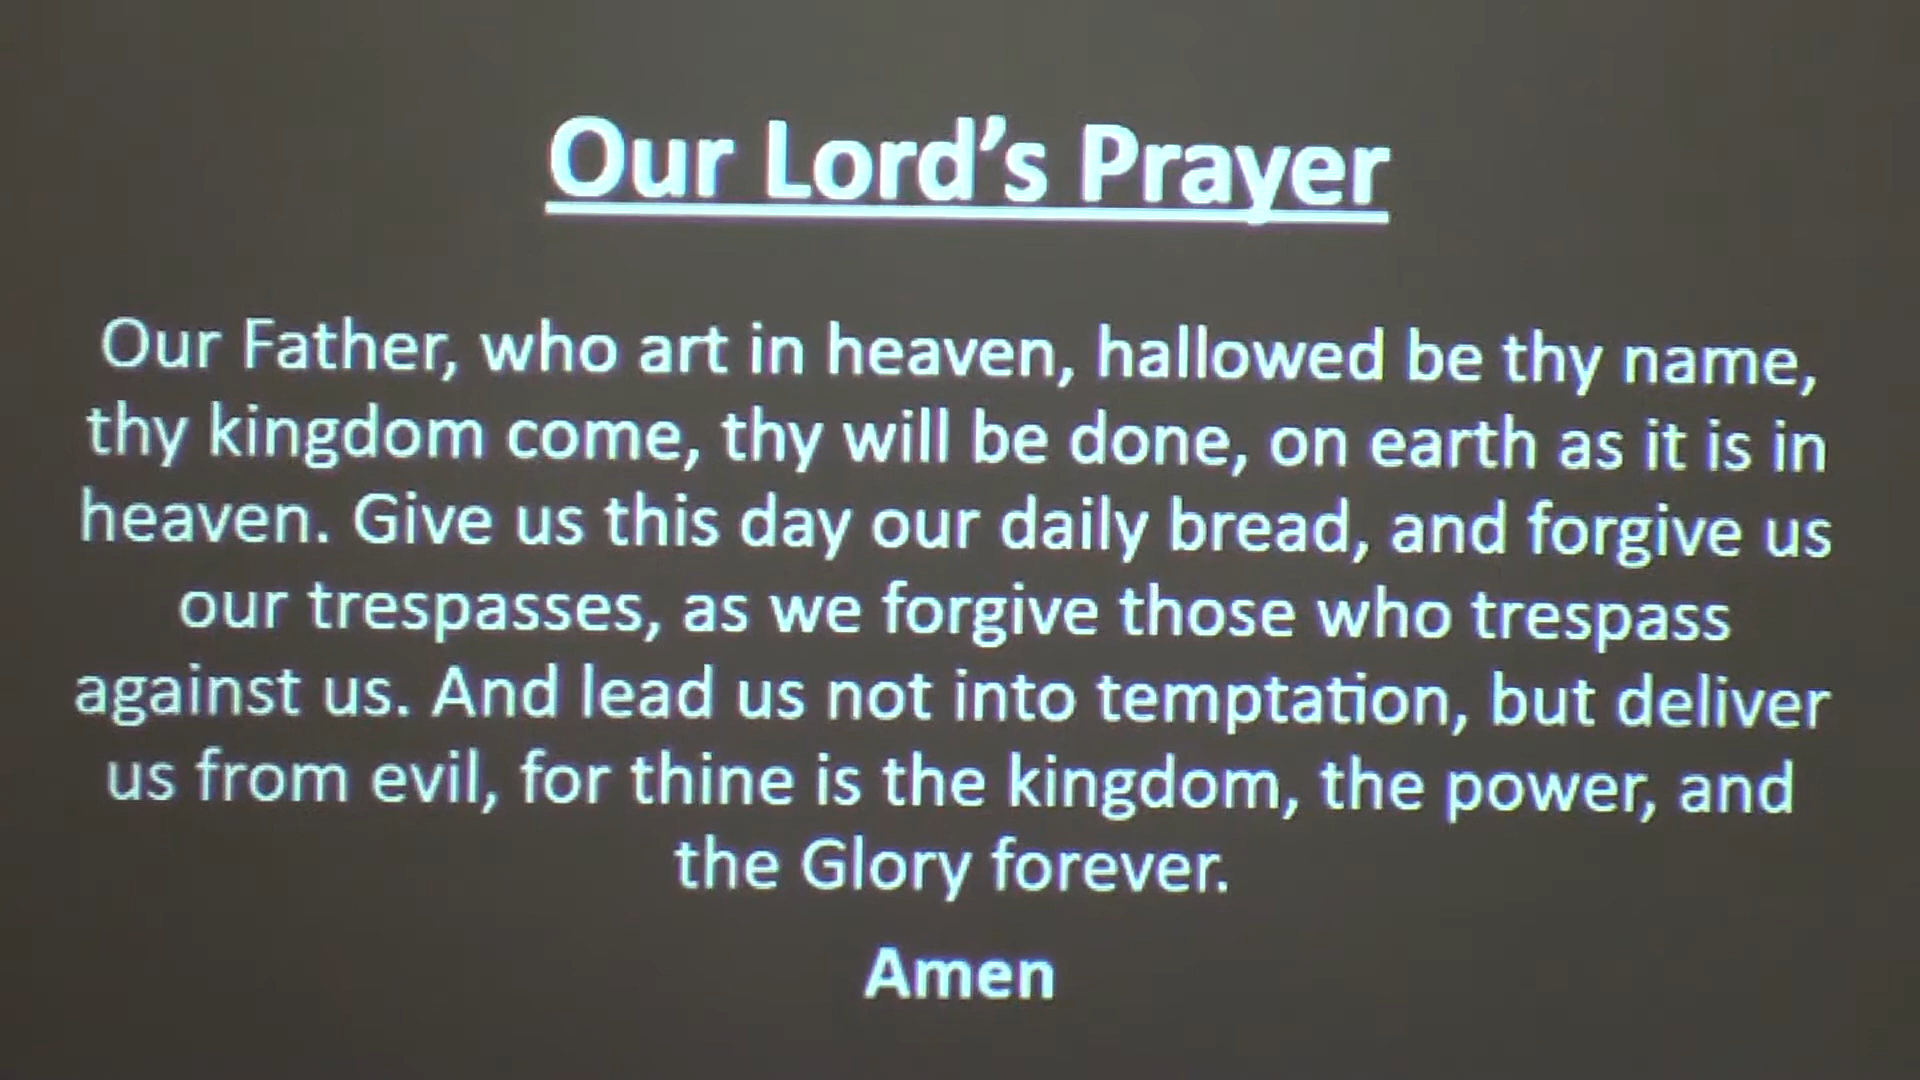 Our Lord’s Prayer
Our Father, who art in heaven, hallowed be thy name,
thy kingdom come, thy will be done, on earth as it is in
heaven. Give us this day our daily bread, and forgive us
our trespasses, as we forgive those who trespass
against us. And lead us not into temptation, but deliver
us from evil, for thine is the kingdom, the power, and
the Glory forever.
Amen